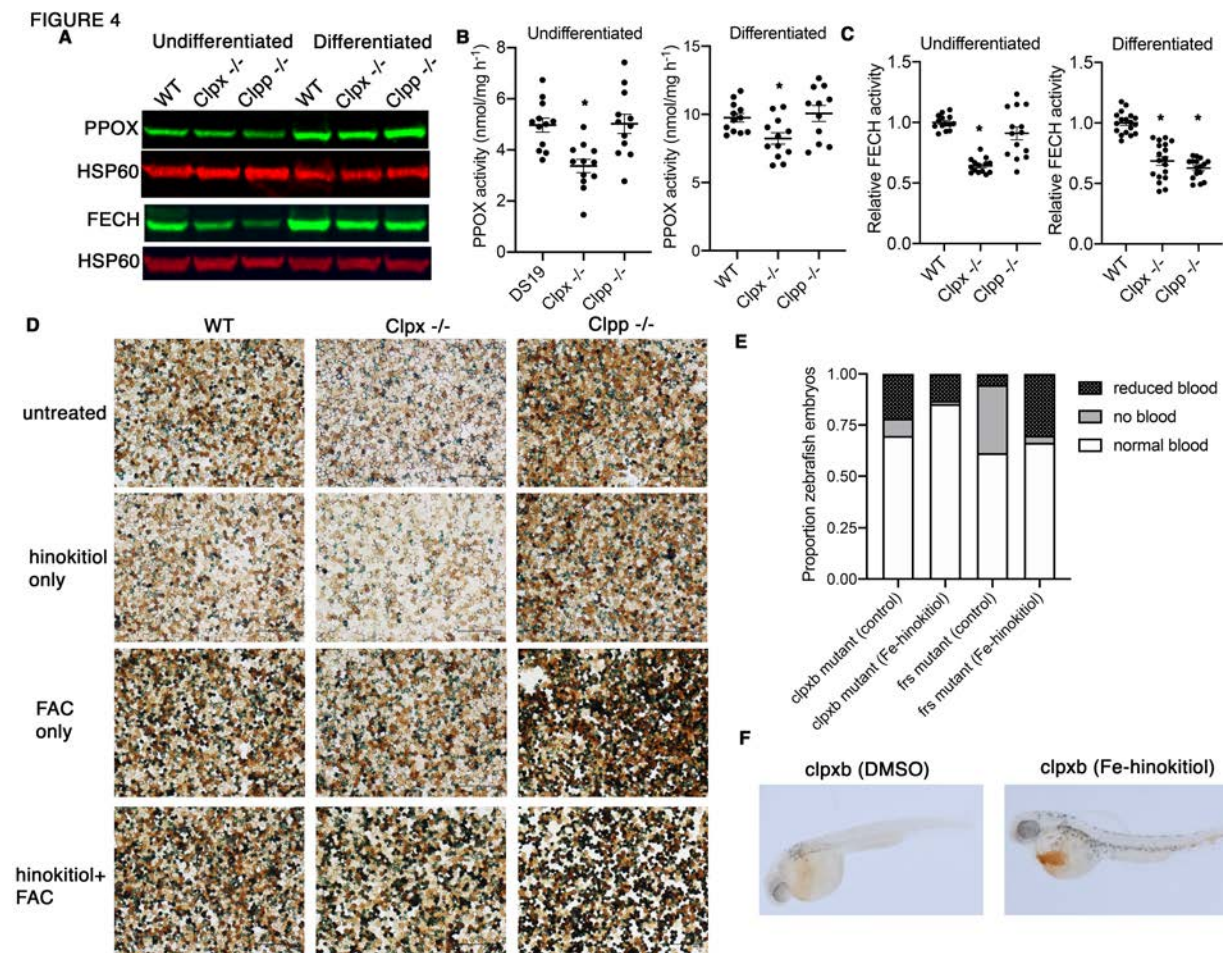 FIGURE 4
A
Undifferentiated Differentiated
WT Clpx -/- Clpp -/- WT Clpx -/- Clpp -/-
PPOX
HSP60
FECH
HSP60
B
Undifferentiated
PPOX activity (nmol/mg h⁻¹)
8
6
4
2
0
*
DS19 Clpx -/- Clpp -/-
Differentiated
PPOX activity (nmol/mg h⁻¹)
15
10
5
0
*
WT Clpx -/- Clpp -/-
C
Undifferentiated
Relative FECH activity
1.5
1.0
0.5
0.0
*
WT Clpx -/- Clpp -/-
Differentiated
Relative FECH activity
1.5
1.0
0.5
0.0
* *
WT Clpx -/- Clpp -/-
D
WT Clpx -/- Clpp -/-
untreated
hinokitiol
only
FAC
only
hinokitiol+
FAC
E
Proportion zebrafish embryos
1.00
0.75
0.50
0.25
0.00
clpxb mutant (control)
clpxb mutant (Fe-hinokitiol)
frs mutant (control)
frs mutant (Fe-hinokitiol)
reduced blood
no blood
normal blood
F
clpxb (DMSO) clpxb (Fe-hinokitiol)